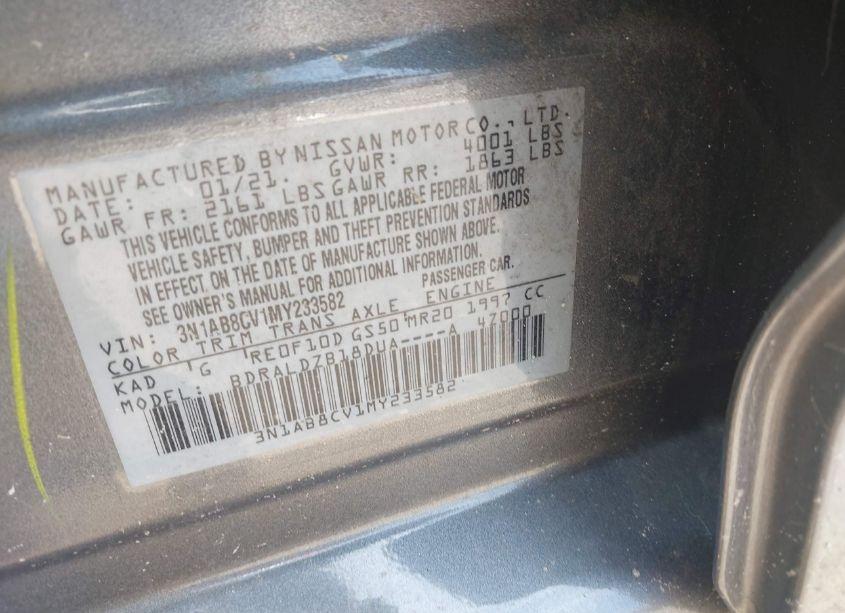 MANUFACTURED BY NISSAN MOTOR CO., LTD.
DATE: 01/21. GVWR: 4001 LBS
GAWR FR: 2161 LBS GAWR RR: 1863 LBS
THIS VEHICLE CONFORMS TO ALL APPLICABLE FEDERAL MOTOR
VEHICLE SAFETY, BUMPER AND THEFT PREVENTION STANDARDS
IN EFFECT ON THE DATE OF MANUFACTURE SHOWN ABOVE.
SEE OWNER'S MANUAL FOR ADDITIONAL INFORMATION.
PASSENGER CAR.
VIN: 3N1AB8CV1MY233582
COLOR TRIM TRANS AXLE ENGINE
KAD G RE0F10D GS50 MR20 1997 CC
MODEL: BDRALDZB18DUA----A 47000
3N1AB8CV1MY233582